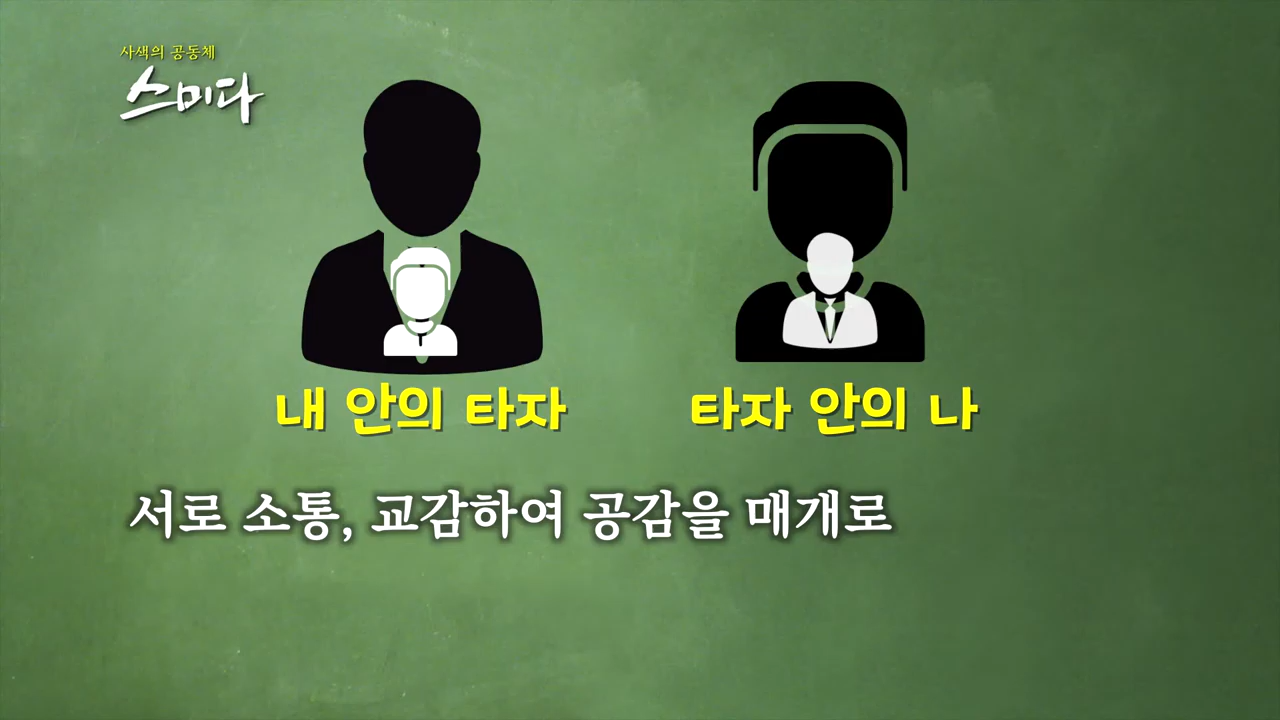 사색의 공동체
스미다
내 안의 타자
타자 안의 나
서로 소통, 교감하여 공감을 매개로